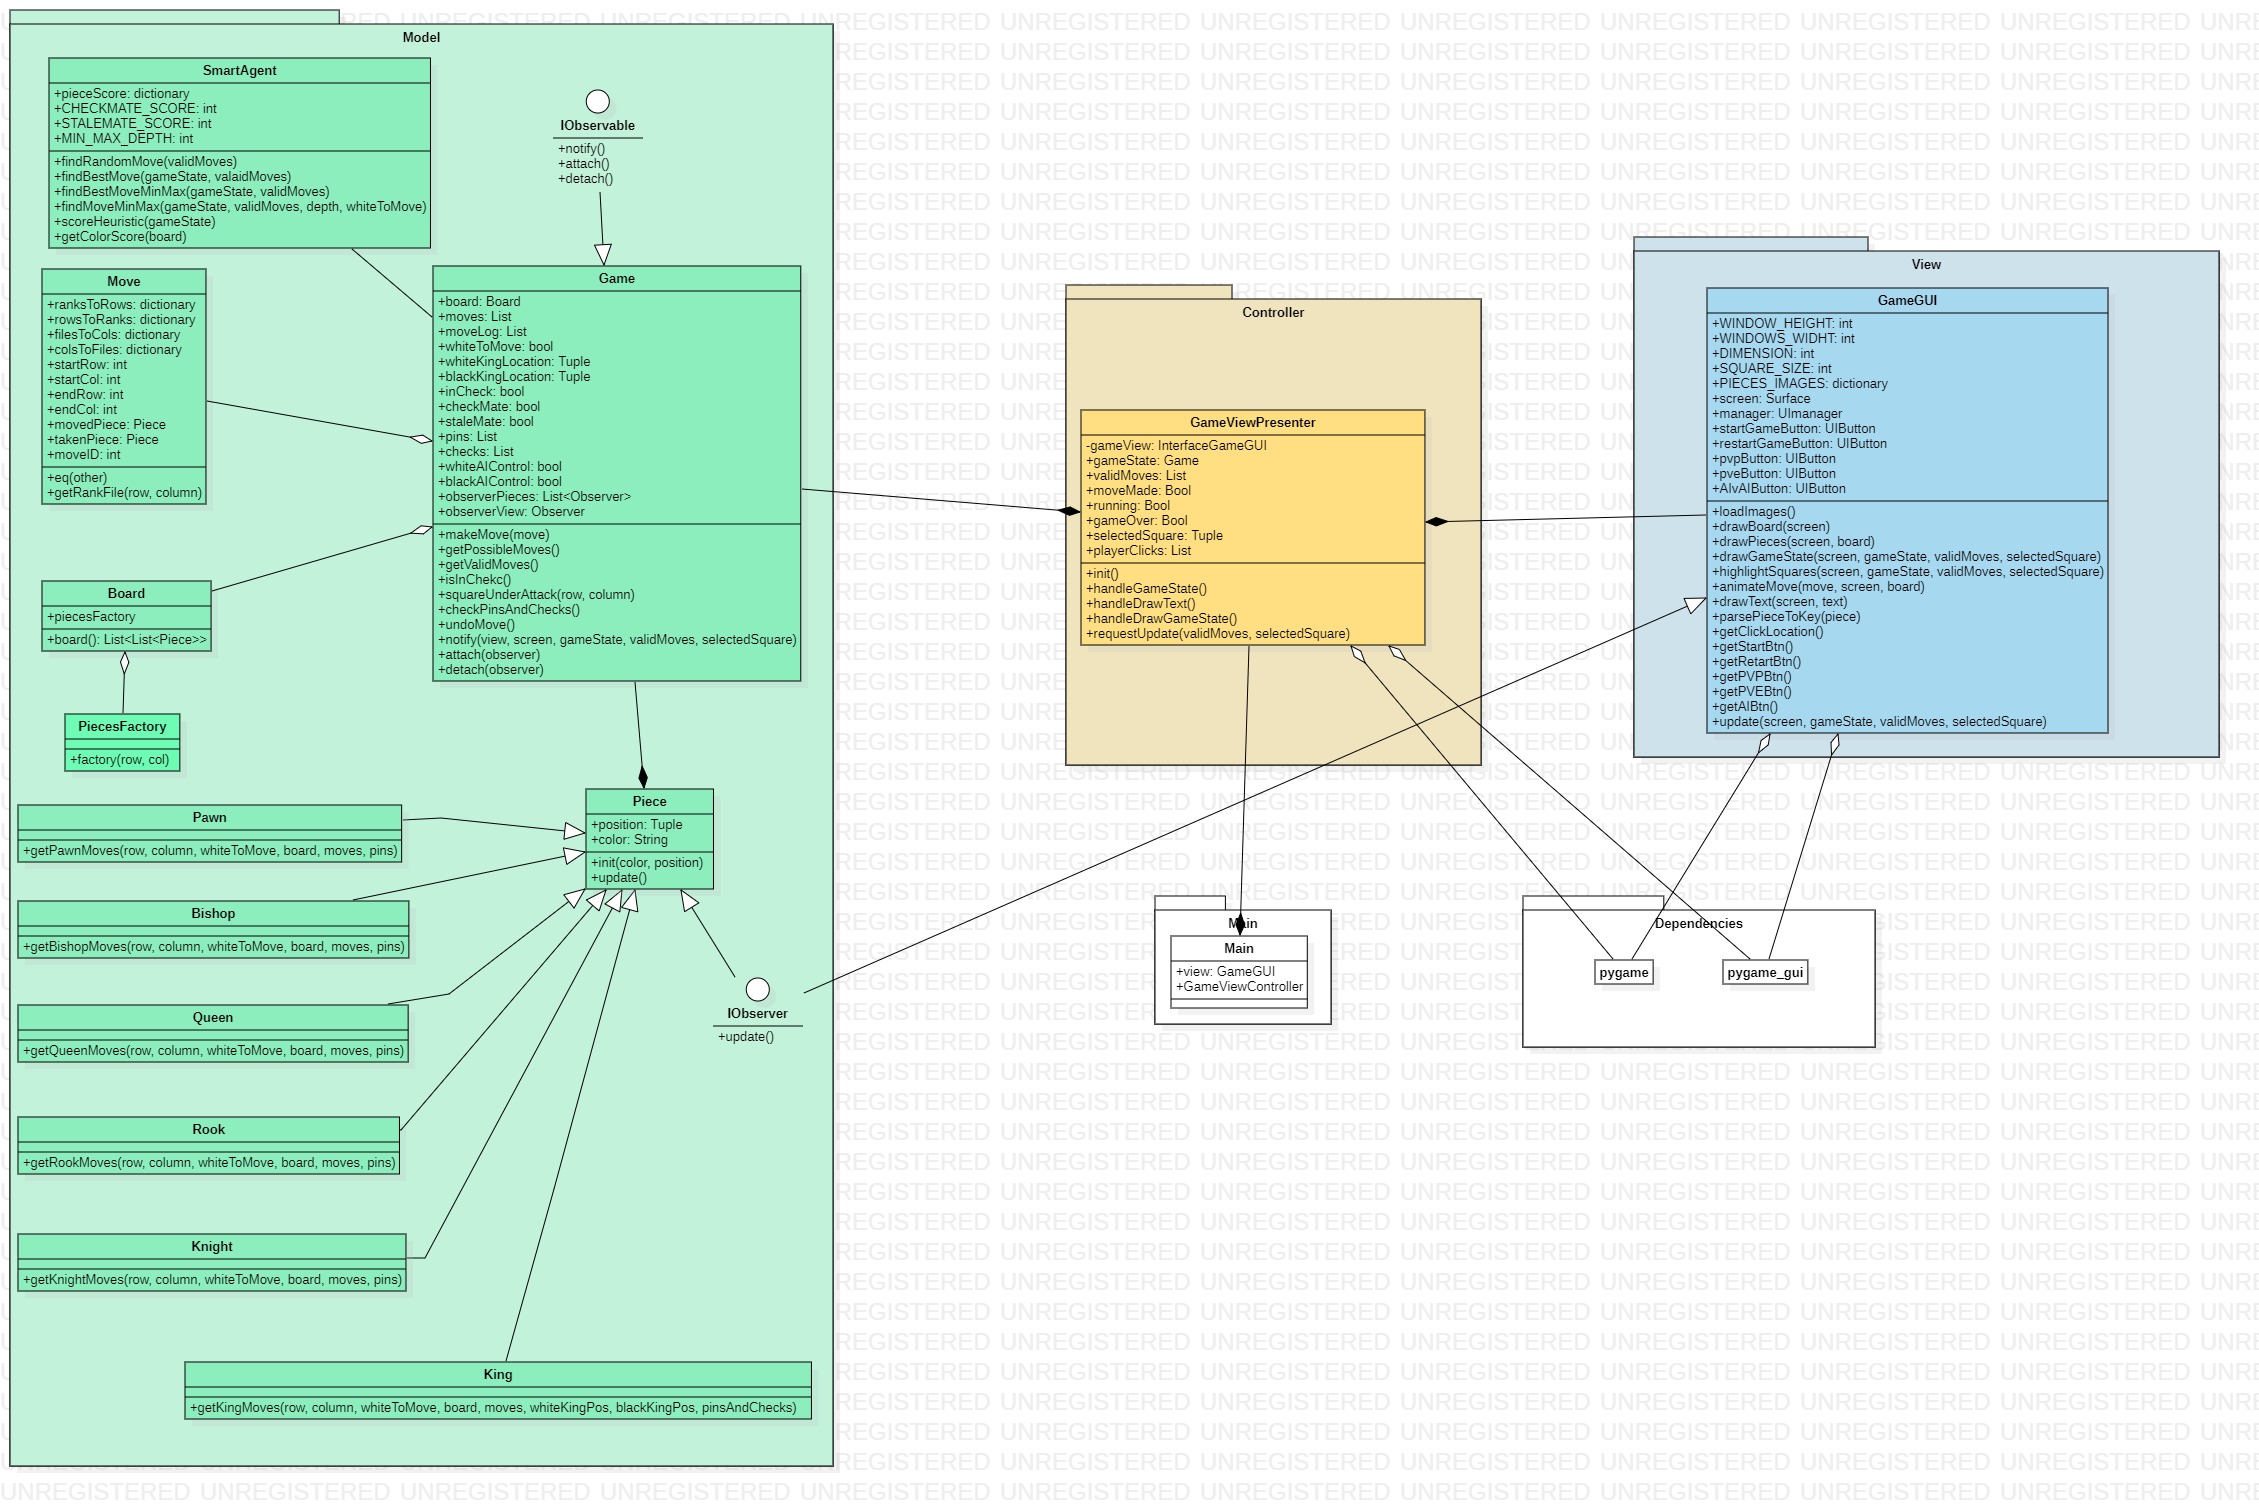 Model
SmartAgent
+pieceScore: dictionary
+CHECKMATE_SCORE: int
+STALEMATE_SCORE: int
+MIN_MAX_DEPTH: int
+findRandomMove(validMoves)
+findBestMove(gameState, valaidMoves)
+findBestMoveMinMax(gameState, validMoves)
+findMoveMinMax(gameState, validMoves, depth, whiteToMove)
+scoreHeuristic(gameState)
+getColorScore(board)
IObservable
+notify()
+attach()
+detach()
Move
+ranksToRows: dictionary
+rowsToRanks: dictionary
+filesToCols: dictionary
+colsToFiles: dictionary
+startRow: int
+startCol: int
+endRow: int
+endCol: int
+movedPiece: Piece
+takenPiece: Piece
+moveID: int
+eq(other)
+getRankFile(row, column)
Game
+board: Board
+moves: List
+moveLog: List
+whiteToMove: bool
+whiteKingLocation: Tuple
+blackKingLocation: Tuple
+inCheck: bool
+checkMate: bool
+staleMate: bool
+pins: List
+checks: List
+whiteAIControl: bool
+blackAIControl: bool
+observerPieces: List<Observer>
+observerView: Observer
+makeMove(move)
+getPossibleMoves()
+getValidMoves()
+isInChekc()
+squareUnderAttack(row, column)
+checkPinsAndChecks()
+undoMove()
+notify(view, screen, gameState, validMoves, selectedSquare)
+attach(observer)
+detach(observer)
Board
+piecesFactory
+board(): List<List<Piece>>
PiecesFactory
+factory(row, col)
Piece
+position: Tuple
+color: String
+init(color, position)
+update()
Pawn
+getPawnMoves(row, column, whiteToMove, board, moves, pins)
Bishop
+getBishopMoves(row, column, whiteToMove, board, moves, pins)
Queen
+getQueenMoves(row, column, whiteToMove, board, moves, pins)
IObserver
+update()
Rook
+getRookMoves(row, column, whiteToMove, board, moves, pins)
Knight
+getKnightMoves(row, column, whiteToMove, board, moves, pins)
King
+getKingMoves(row, column, whiteToMove, board, moves, whiteKingPos, blackKingPos, pinsAndChecks)
Controller
GameViewPresenter
-gameView: InterfaceGameGUI
+gameState: Game
+validMoves: List
+moveMade: Bool
+running: Bool
+gameOver: Bool
+selectedSquare: Tuple
+playerClicks: List
+init()
+handleGameState()
+handleDrawText()
+handleDrawGameState()
+requestUpdate(validMoves, selectedSquare)
View
GameGUI
+WINDOW_HEIGHT: int
+WINDOWS_WIDHT: int
+DIMENSION: int
+SQUARE_SIZE: int
+PIECES_IMAGES: dictionary
+screen: Surface
+manager: UImanager
+startGameButton: UIButton
+restartGameButton: UIButton
+pvpButton: UIButton
+pveButton: UIButton
+AIvAIButton: UIButton
+loadImages()
+drawBoard(screen)
+drawPieces(screen, board)
+drawGameState(screen, gameState, validMoves, selectedSquare)
+highlightSquares(screen, gameState, validMoves, selectedSquare)
+animateMove(move, screen, board)
+drawText(screen, text)
+parsePieceToKey(piece)
+getClickLocation()
+getStartBtn()
+getRetartBtn()
+getPVPBtn()
+getPVEBtn()
+getAIBtn()
+update(screen, gameState, validMoves, selectedSquare)
Main
Main
+view: GameGUI
+GameViewController
Dependencies
pygame
pygame_gui
UNREGISTERED